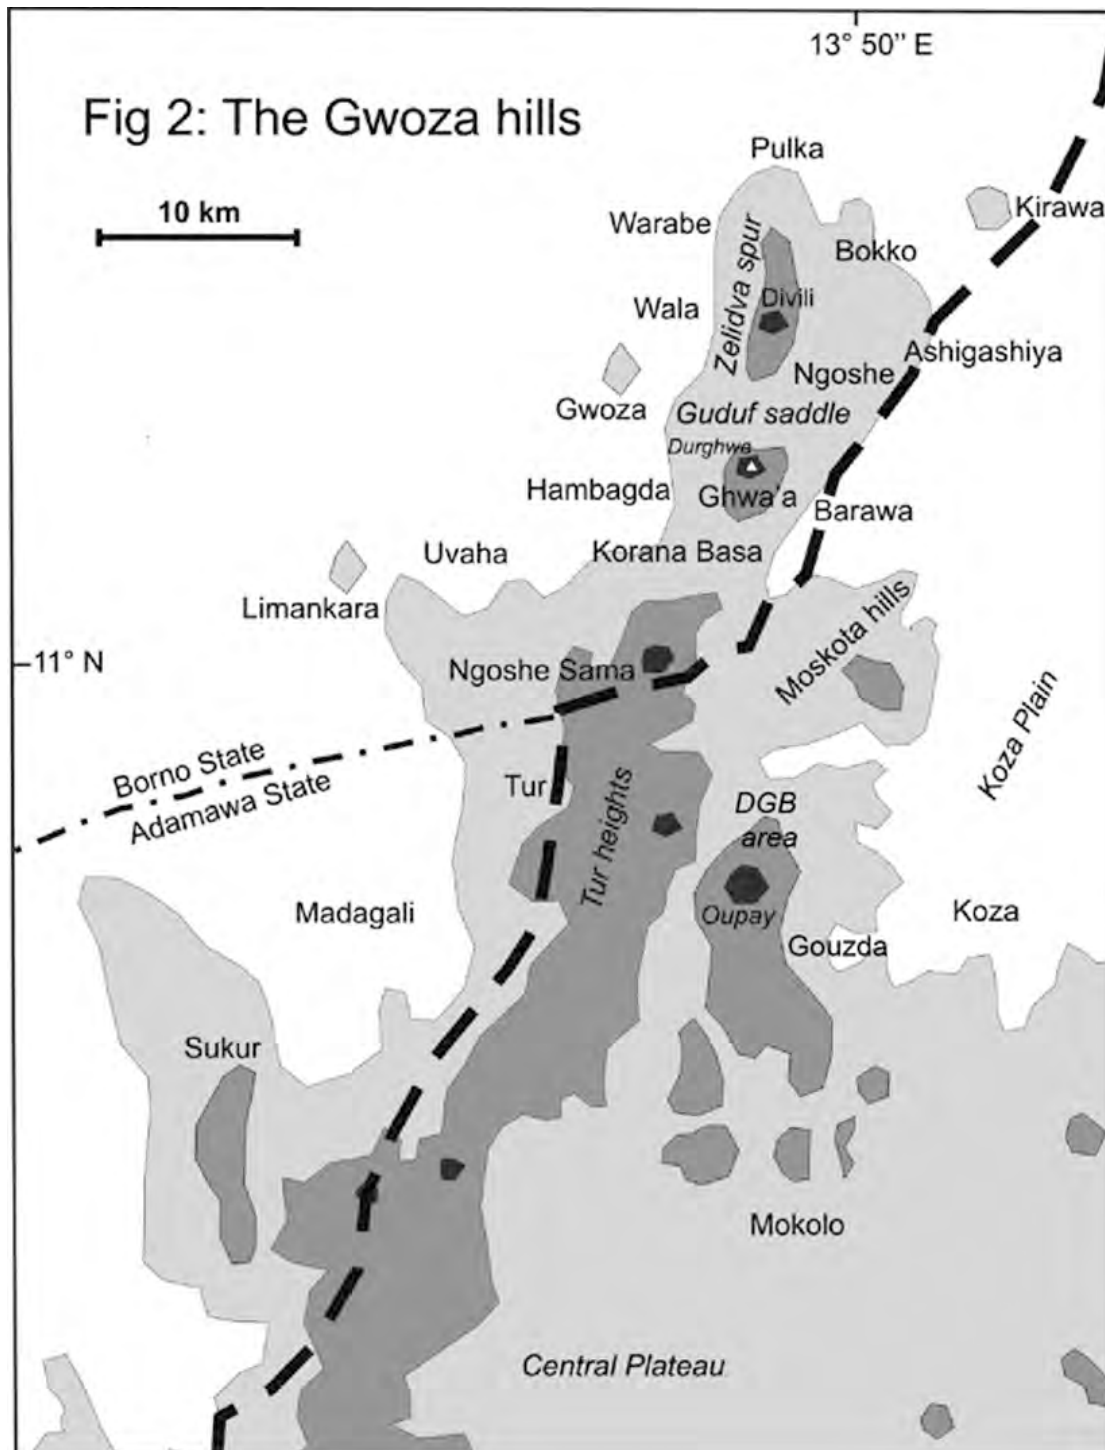 13° 50” E
Fig 2: The Gwoza hills
10 km
Pulka
Warabe
Kirawa
Bokko
Zelidva spur
Divili
Wala
Ashigashiya
Ngoshe
Gwoza
Guduf saddle
Durghwe
Hambagda
Ghwa'a
Barawa
Uvaha
Korana Basa
Limankara
11° N
Ngoshe Sama
Moskota hills
Koza Plain
Borno State
Adamawa State
Tur
Tur heights
DGB
area
Oupay
Madagali
Koza
Gouzda
Sukur
Mokolo
Central Plateau